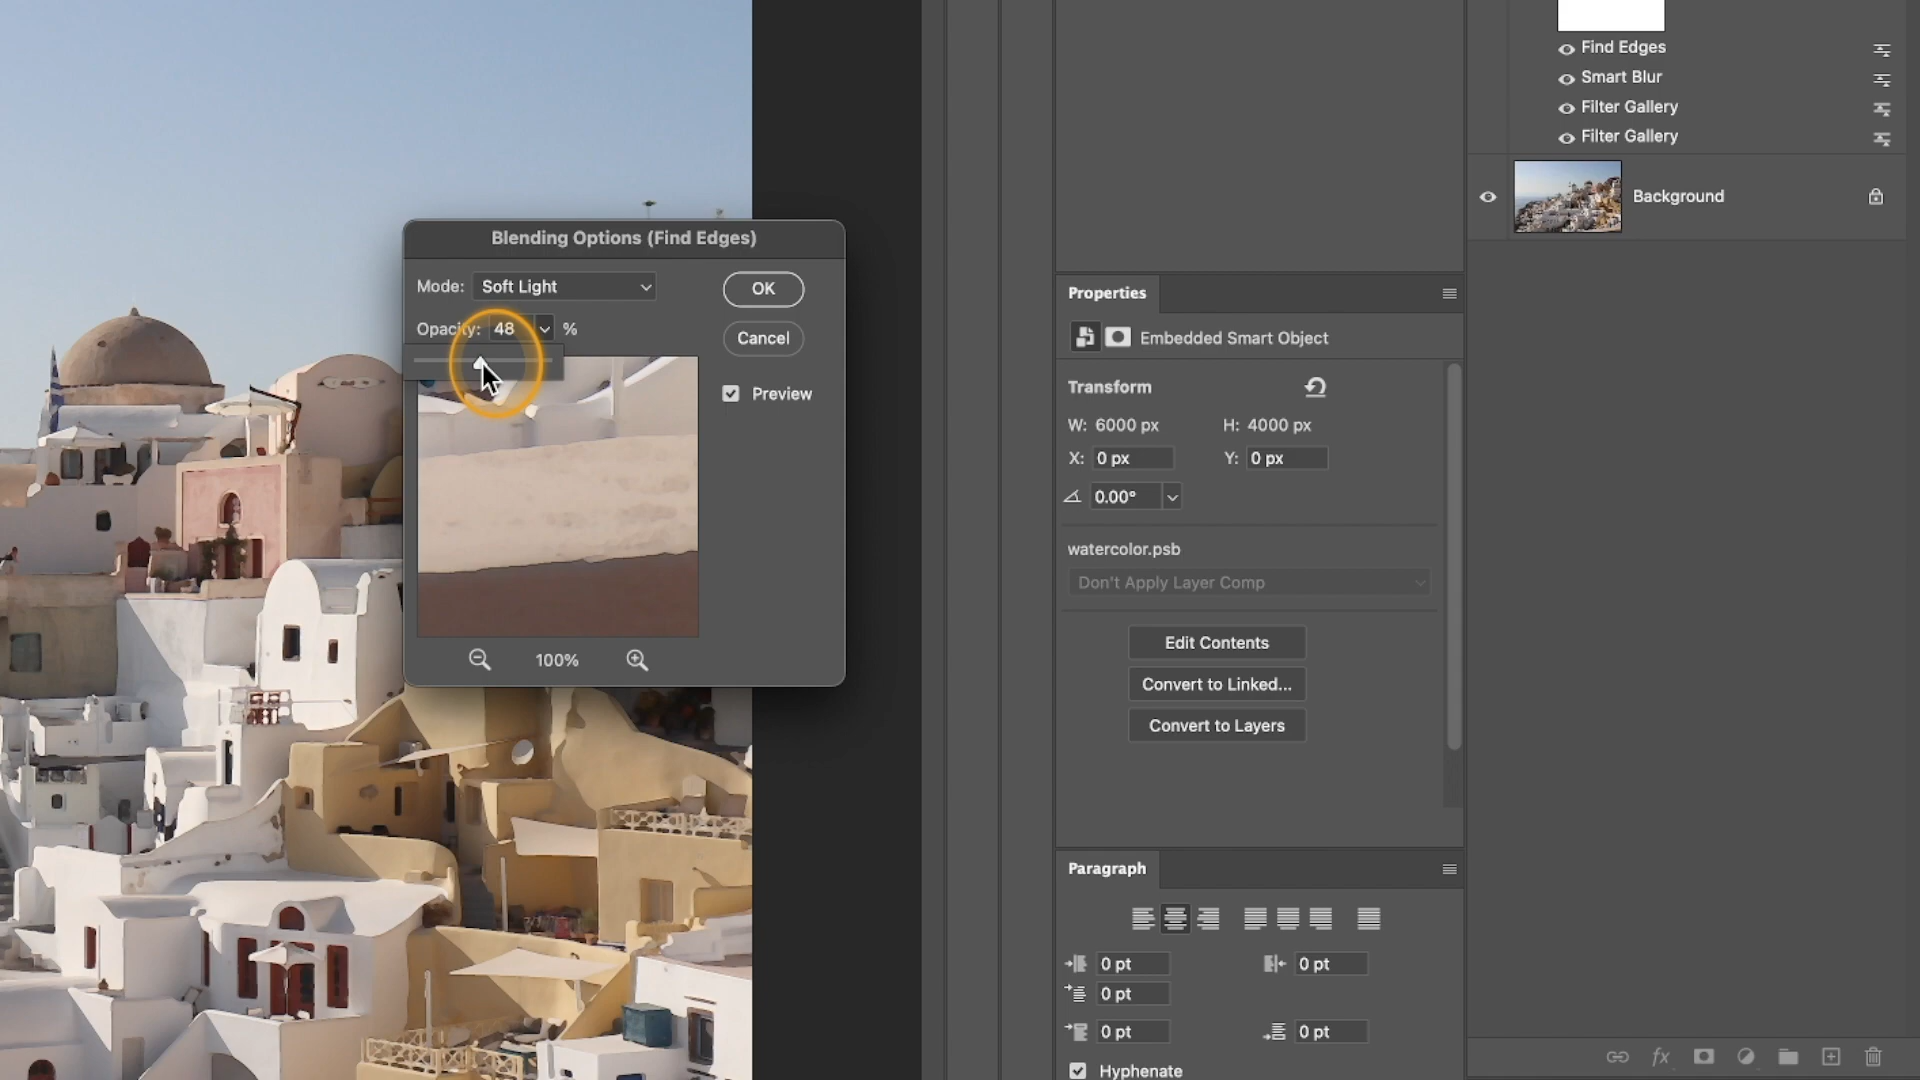 Find Edges
Smart Blur
Filter Gallery
Filter Gallery
Background
Blending Options (Find Edges)
Mode: Soft Light
OK
Opacity: 48 %
Cancel
Preview
100%
Properties
Embedded Smart Object
Transform
W: 6000 px H: 4000 px
X: 0 px Y: 0 px
0.00°
watercolor.psb
Don't Apply Layer Comp
Edit Contents
Convert to Linked...
Convert to Layers
Paragraph
0 pt 0 pt
0 pt
0 pt 0 pt
Hyphenate
fx